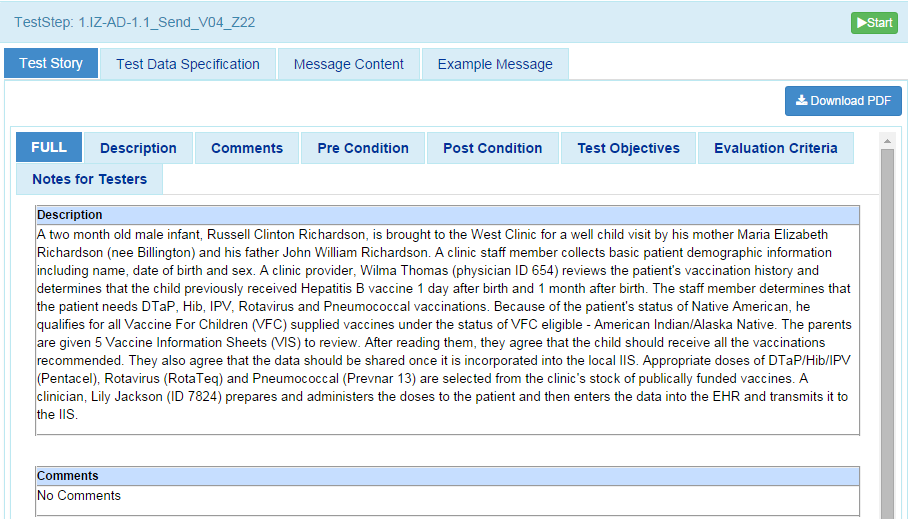 TestStep: 1.IZ-AD-1.1_Send_V04_Z22
Start
Test Story
Test Data Specification
Message Content
Example Message
Download PDF
FULL
Description
Comments
Pre Condition
Post Condition
Test Objectives
Evaluation Criteria
Notes for Testers
Description
A two month old male infant, Russell Clinton Richardson, is brought to the West Clinic for a well child visit by his mother Maria Elizabeth
Richardson (nee Billington) and his father John William Richardson. A clinic staff member collects basic patient demographic information
including name, date of birth and sex. A clinic provider, Wilma Thomas (physician ID 654) reviews the patient's vaccination history and
determines that the child previously received Hepatitis B vaccine 1 day after birth and 1 month after birth. The staff member determines that
the patient needs DTaP, Hib, IPV, Rotavirus and Pneumococcal vaccinations. Because of the patient's status of Native American, he
qualifies for all Vaccine For Children (VFC) supplied vaccines under the status of VFC eligible - American Indian/Alaska Native. The parents
are given 5 Vaccine Information Sheets (VIS) to review. After reading them, they agree that the child should receive all the vaccinations
recommended. They also agree that the data should be shared once it is incorporated into the local IIS. Appropriate doses of DTaP/Hib/IPV
(Pentacel), Rotavirus (RotaTeq) and Pneumococcal (Prevnar 13) are selected from the clinic's stock of publically funded vaccines. A
clinician, Lily Jackson (ID 7824) prepares and administers the doses to the patient and then enters the data into the EHR and transmits it to
the IIS.
Comments
No Comments